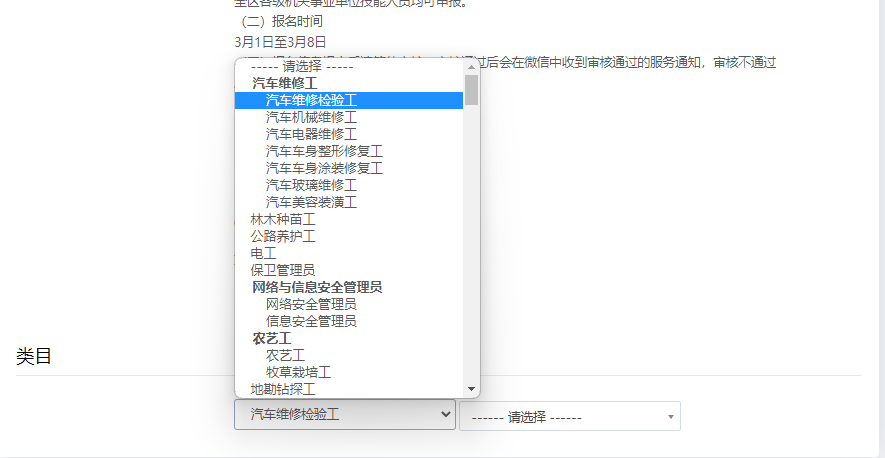 全区各级机关事业单位技能人员均可申报。
（二）报名时间
3月1日至3月8日
过后会在微信中收到审核通过的服务通知，审核不通过
----- 请选择 -----
汽车维修工
汽车维修检验工
汽车机械维修工
汽车电器维修工
汽车车身整形修复工
汽车车身涂装修复工
汽车玻璃维修工
汽车美容装潢工
林木种苗工
公路养护工
电工
保卫管理员
网络与信息安全管理员
网络安全管理员
信息安全管理员
农艺工
农艺工
牧草栽培工
地勘钻探工
类目
汽车维修检验工 ------ 请选择 ------